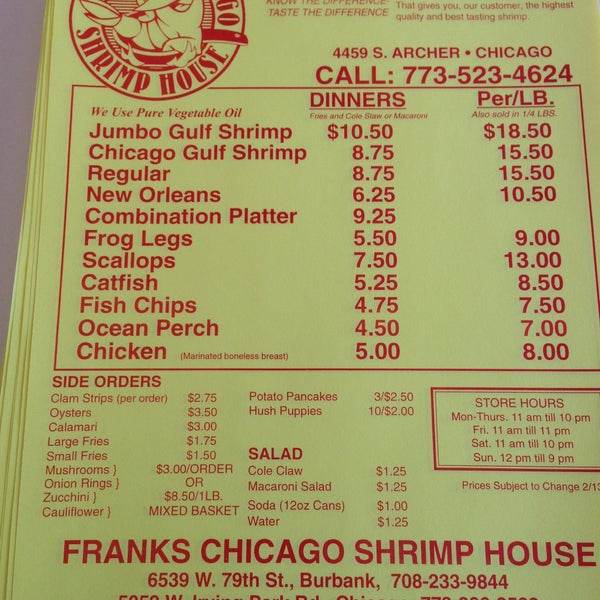 KNOW THE DIFFERENCE-
TASTE THE DIFFERENCE
That gives you, our customer, the highest
quality and best tasting shrimp.
SHRIMP HOUSE
4459 S. ARCHER • CHICAGO
CALL: 773-523-4624
We Use Pure Vegetable Oil
DINNERS Per/LB.
Fries and Cole Slaw or Macaroni Also sold in 1/4 LBS.
Jumbo Gulf Shrimp $10.50 $18.50
Chicago Gulf Shrimp 8.75 15.50
Regular 8.75 15.50
New Orleans 6.25 10.50
Combination Platter 9.25
Frog Legs 5.50 9.00
Scallops 7.50 13.00
Catfish 5.25 8.50
Fish Chips 4.75 7.50
Ocean Perch 4.50 7.00
Chicken (Marinated boneless breast) 5.00 8.00
SIDE ORDERS
Clam Strips (per order) $2.75
Oysters $3.50
Calamari $3.00
Large Fries $1.75
Small Fries $1.50
Mushrooms } $3.00/ORDER
Onion Rings } OR
Zucchini } $8.50/1LB.
Cauliflower } MIXED BASKET
Potato Pancakes 3/$2.50
Hush Puppies 10/$2.00
SALAD
Cole Claw $1.25
Macaroni Salad $1.25
Soda (12oz Cans) $1.00
Water $1.25
STORE HOURS
Mon-Thurs. 11 am till 10 pm
Fri. 11 am till 11 pm
Sat. 11 am till 10 pm
Sun. 12 pm till 9 pm
Prices Subject to Change 2/13
FRANKS CHICAGO SHRIMP HOUSE
6539 W. 79th St., Burbank, 708-233-9844
W. Irving Park Rd., Chicago